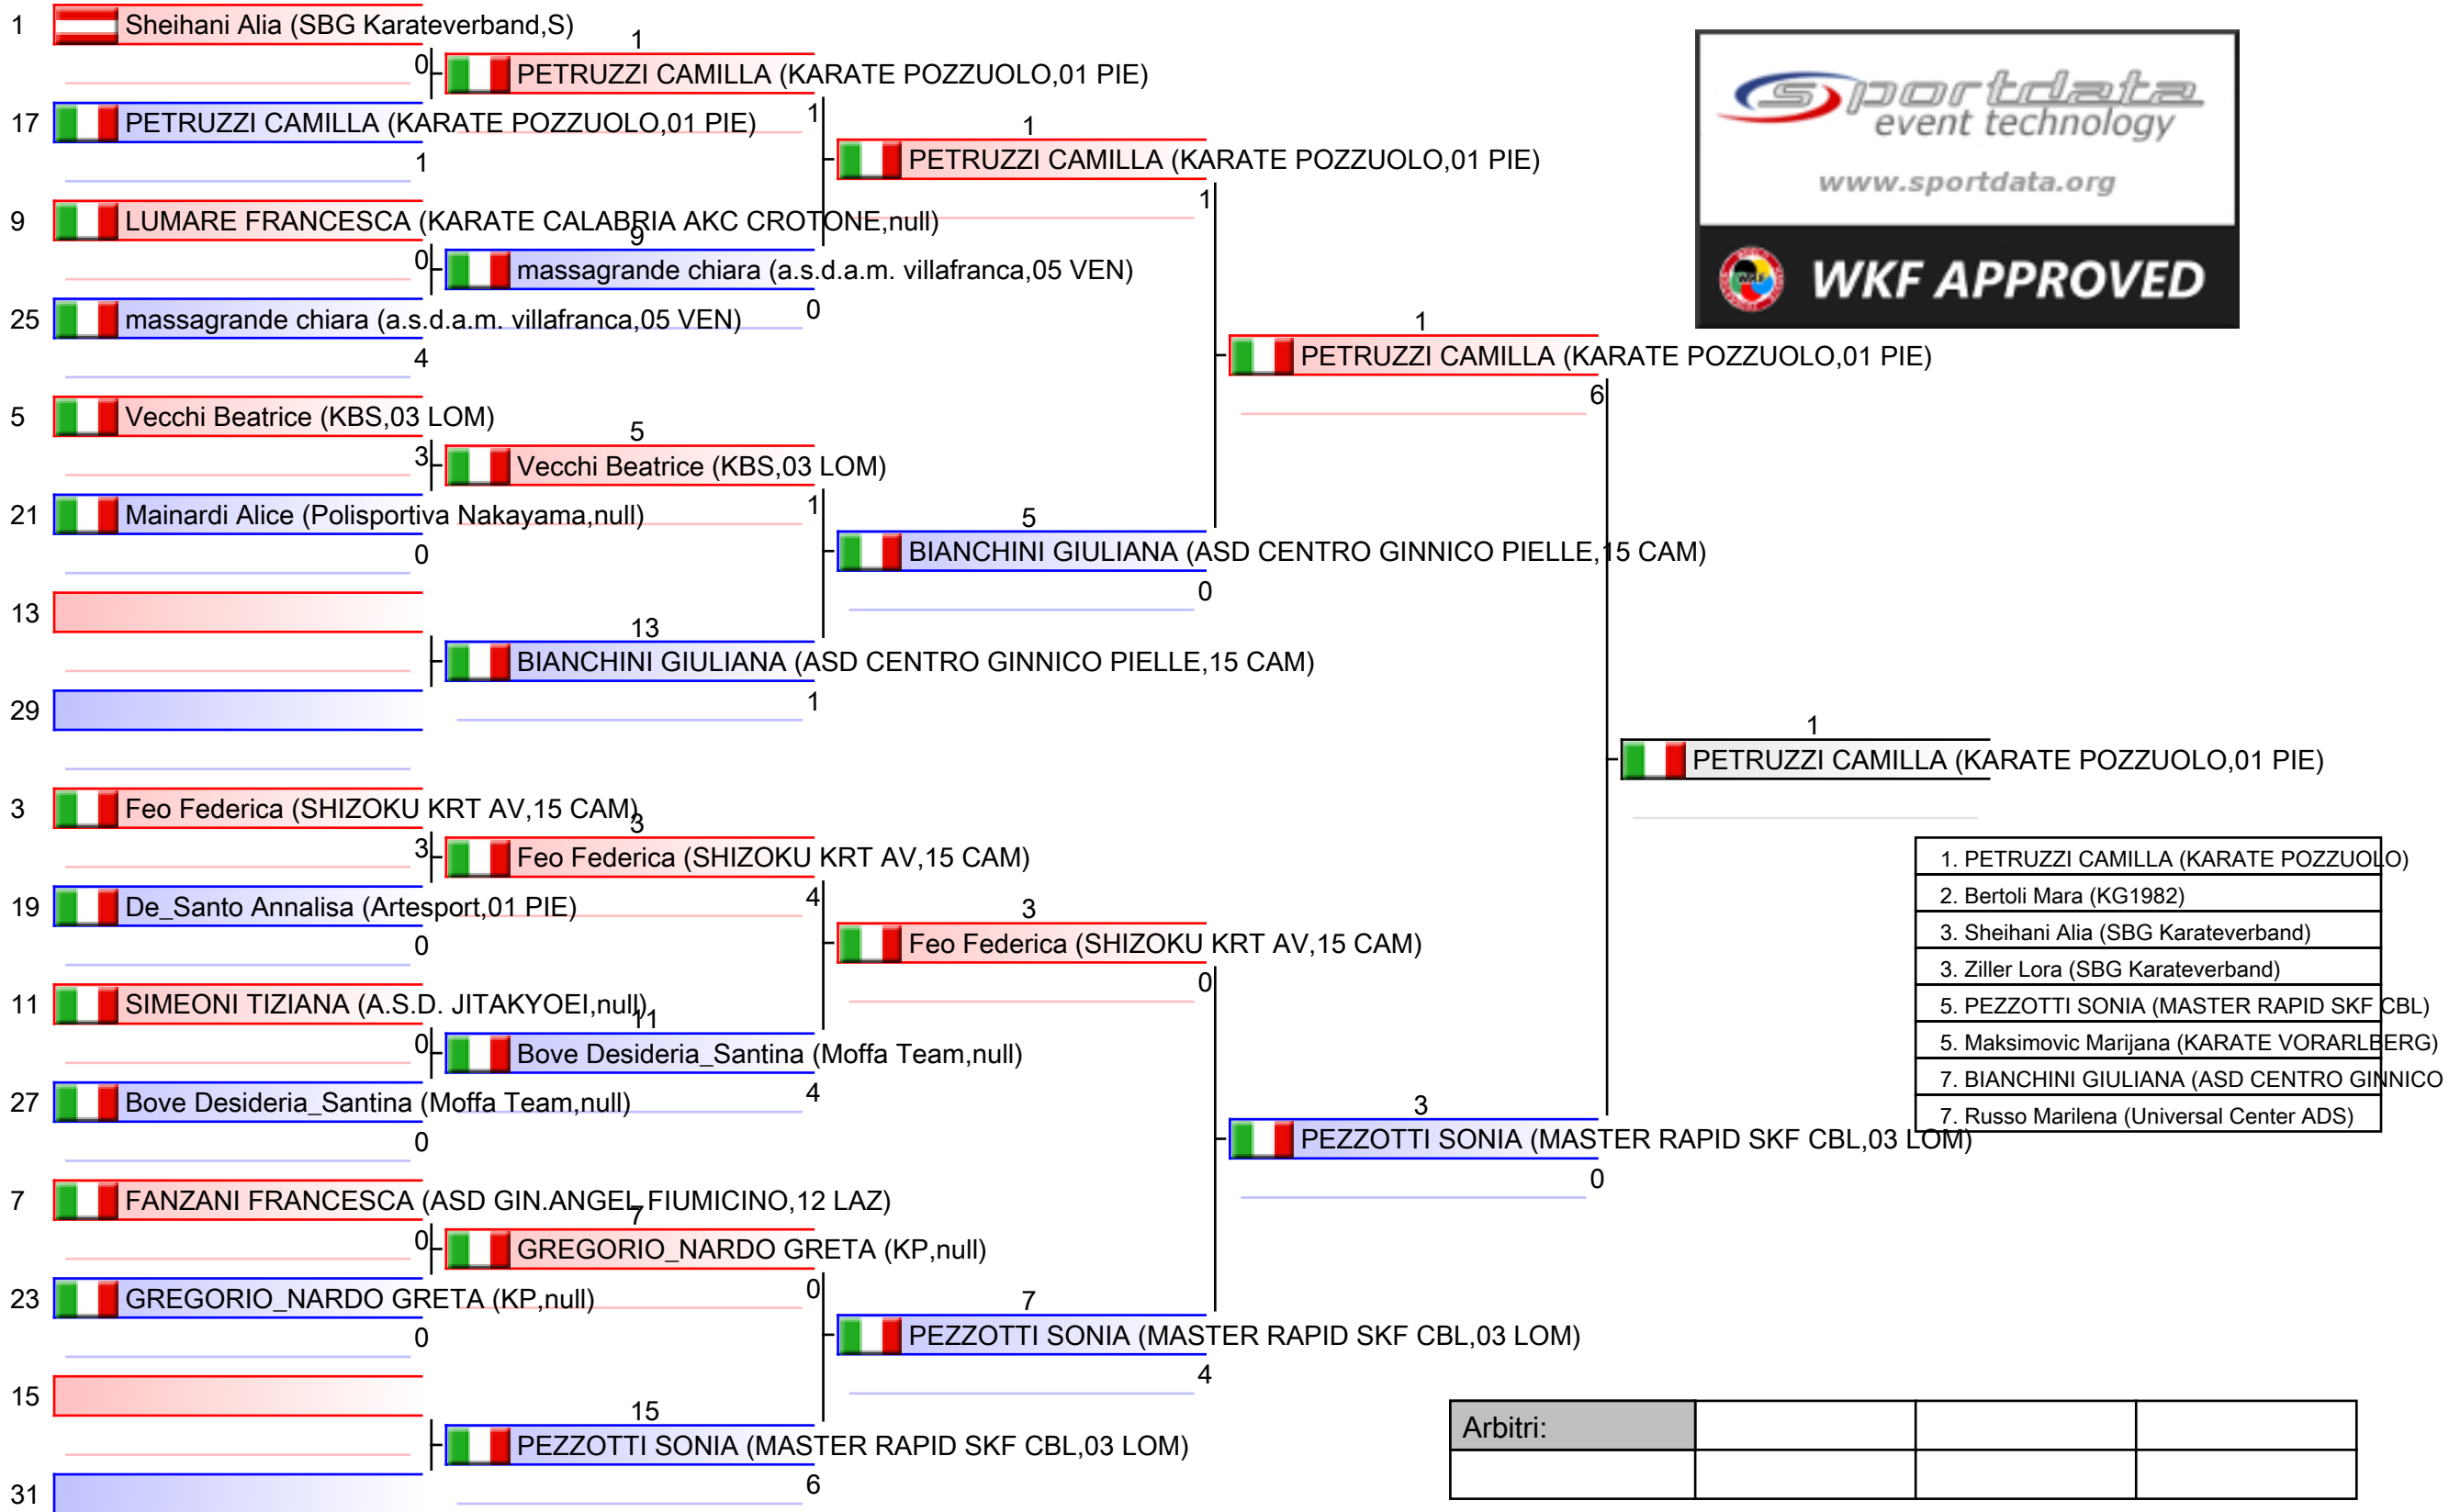 1 Sheihani Alia (SBG Karateverband,S)
0
17 PETRUZZI CAMILLA (KARATE POZZUOLO,01 PIE)
1
9 LUMARE FRANCESCA (KARATE CALABRIA AKC CROTONE,null)
0
25 massagrande chiara (a.s.d.a.m. villafranca,05 VEN)
4
5 Vecchi Beatrice (KBS,03 LOM)
3
21 Mainardi Alice (Polisportiva Nakayama,null)
0
13
29
3 Feo Federica (SHIZOKU KRT AV,15 CAM)
3
19 De_Santo Annalisa (Artesport,01 PIE)
0
11 SIMEONI TIZIANA (A.S.D. JITAKYOEI,null)
0
27 Bove Desideria_Santina (Moffa Team,null)
0
7 FANZANI FRANCESCA (ASD GIN.ANGEL FIUMICINO,12 LAZ)
0
23 GREGORIO_NARDO GRETA (KP,null)
0
15
31
1
PETRUZZI CAMILLA (KARATE POZZUOLO,01 PIE)
1
9
massagrande chiara (a.s.d.a.m. villafranca,05 VEN)
0
5
Vecchi Beatrice (KBS,03 LOM)
1
13
BIANCHINI GIULIANA (ASD CENTRO GINNICO PIELLE,15 CAM)
1
3
Feo Federica (SHIZOKU KRT AV,15 CAM)
4
11
Bove Desideria_Santina (Moffa Team,null)
4
7
GREGORIO_NARDO GRETA (KP,null)
0
15
PEZZOTTI SONIA (MASTER RAPID SKF CBL,03 LOM)
6
1
PETRUZZI CAMILLA (KARATE POZZUOLO,01 PIE)
1
5
BIANCHINI GIULIANA (ASD CENTRO GINNICO PIELLE,15 CAM)
0
3
Feo Federica (SHIZOKU KRT AV,15 CAM)
0
7
PEZZOTTI SONIA (MASTER RAPID SKF CBL,03 LOM)
4
1
PETRUZZI CAMILLA (KARATE POZZUOLO,01 PIE)
6
3
PEZZOTTI SONIA (MASTER RAPID SKF CBL,03 LOM)
0
1
PETRUZZI CAMILLA (KARATE POZZUOLO,01 PIE)
sportdata
event technology
www.sportdata.org
WKF
WKF APPROVED
1. PETRUZZI CAMILLA (KARATE POZZUOLO)
2. Bertoli Mara (KG1982)
3. Sheihani Alia (SBG Karateverband)
3. Ziller Lora (SBG Karateverband)
5. PEZZOTTI SONIA (MASTER RAPID SKF CBL)
5. Maksimovic Marijana (KARATE VORARLBERG)
7. BIANCHINI GIULIANA (ASD CENTRO GINNICO
7. Russo Marilena (Universal Center ADS)
Arbitri: